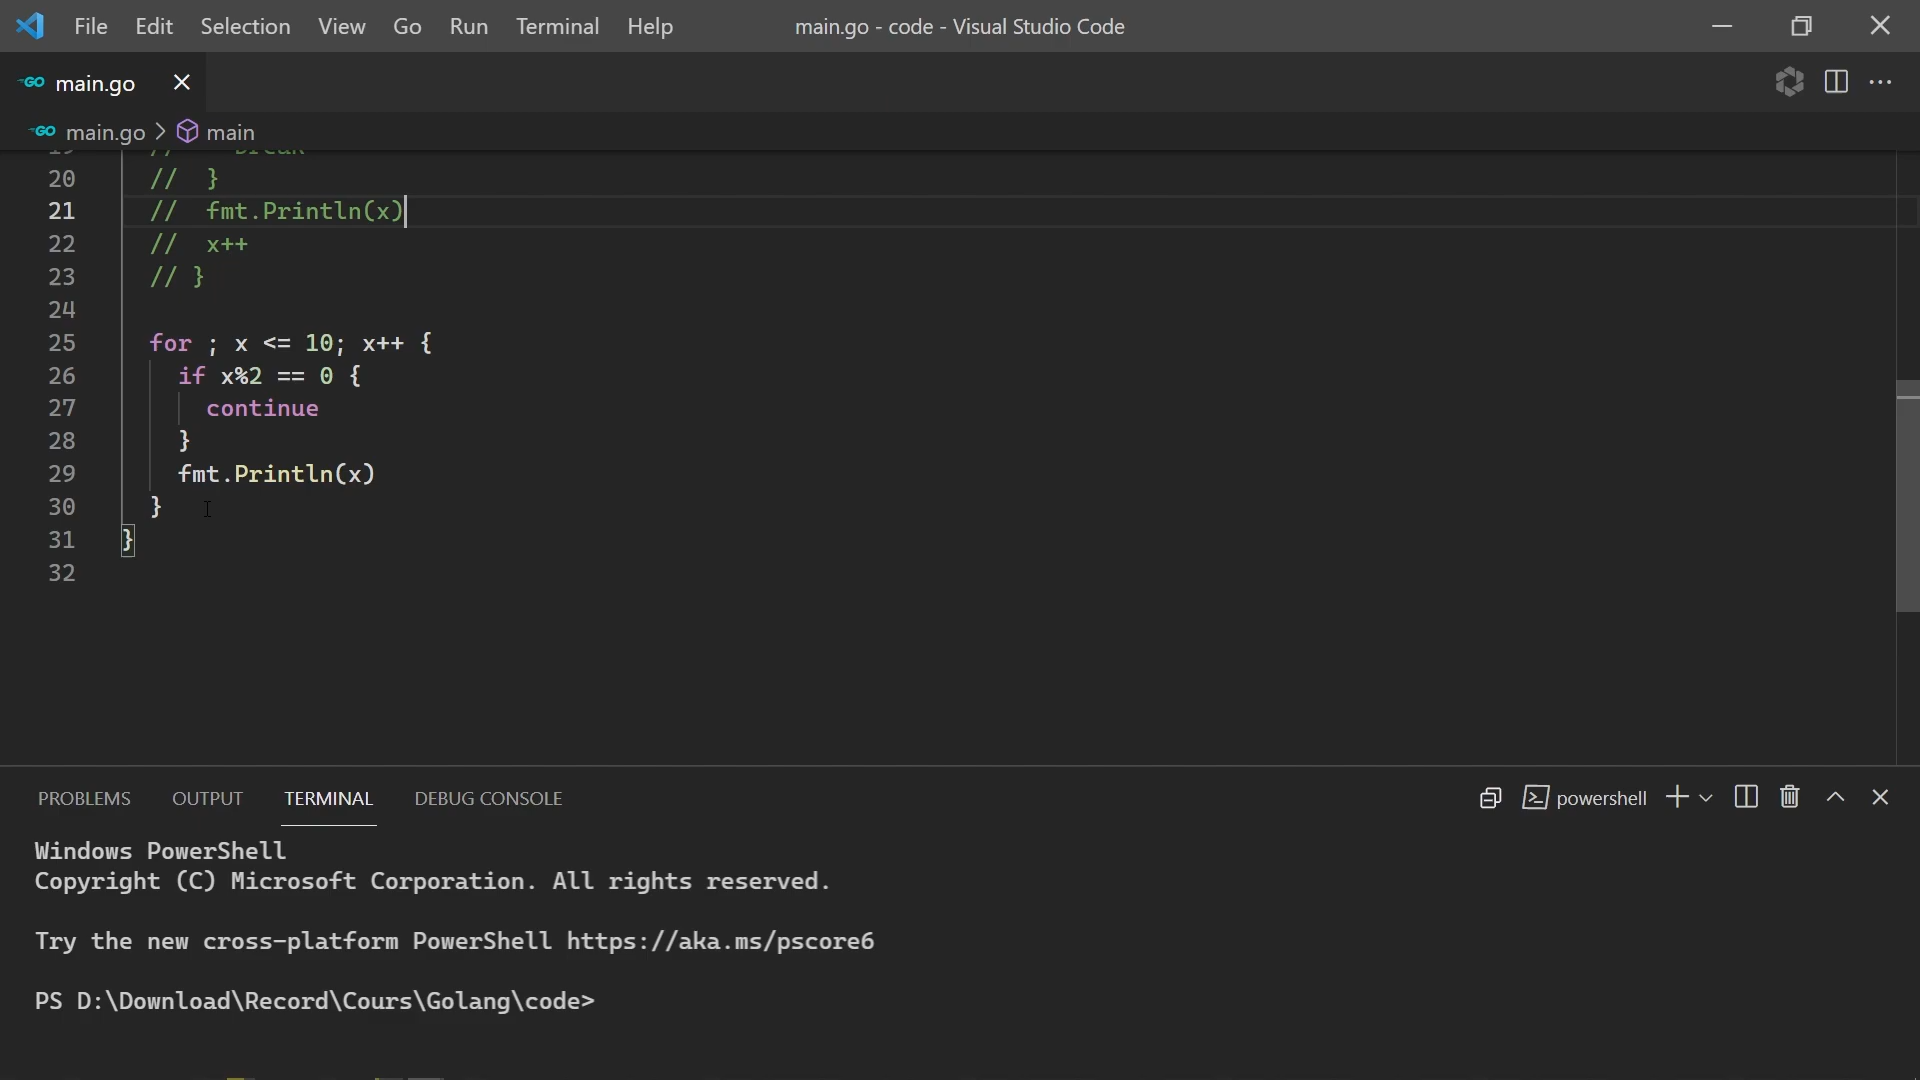 File Edit Selection View Go Run Terminal Help main.go - code - Visual Studio Code
GO main.go
GO main.go > main
20 // }
21 // fmt.Println(x)
22 // x++
23 // }
24
25 for ; x <= 10; x++ {
26 if x%2 == 0 {
27 continue
28 }
29 fmt.Println(x)
30 }
31 }
32
PROBLEMS OUTPUT TERMINAL DEBUG CONSOLE powershell
Windows PowerShell
Copyright (C) Microsoft Corporation. All rights reserved.
Try the new cross-platform PowerShell https://aka.ms/pscore6
PS D:\Download\Record\Cours\Golang\code>